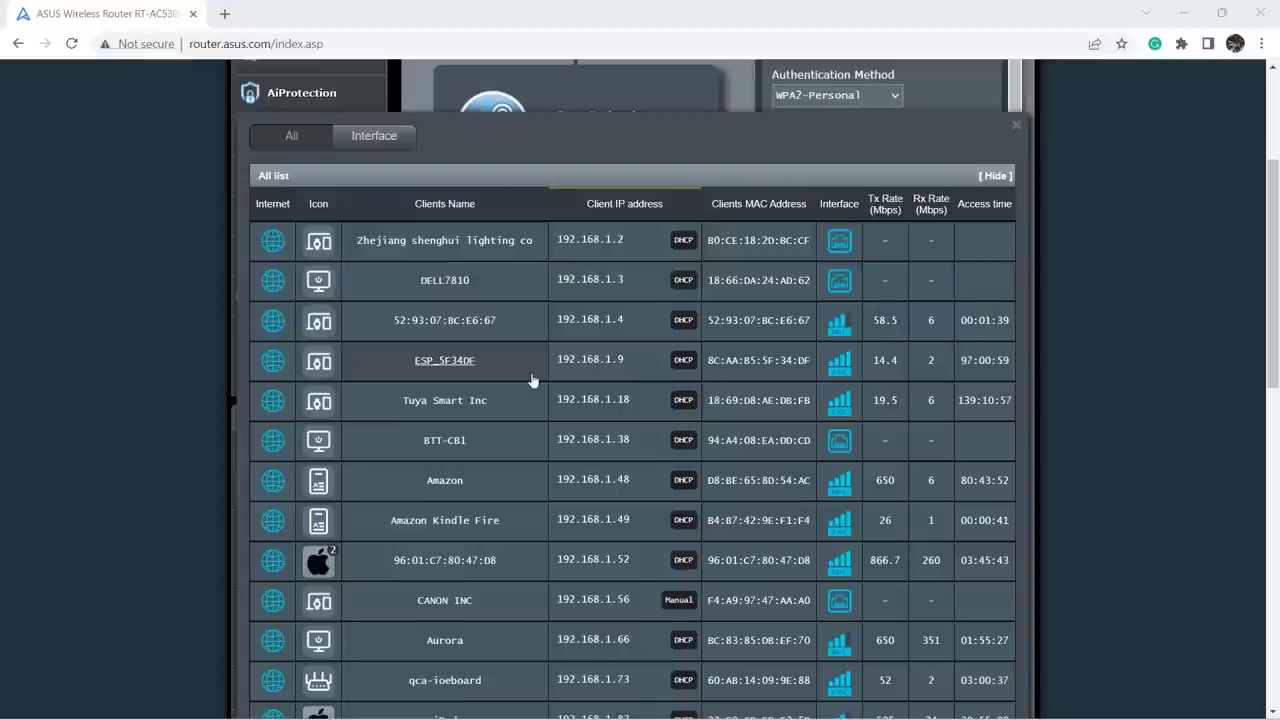 ASUS Wireless Router RT-AC530
Not secure router.asus.com/index.asp
Authentication Method
AiProtection
WPA2-Personal
All Interface
All list [ Hide ]
Internet Icon Clients Name Client IP address Clients MAC Address Interface Tx Rate (Mbps) Rx Rate (Mbps) Access time
Zhejiang shenghui lighting co 192.168.1.2 DHCP B0:CE:18:2D:BC:CF - -
DELL7810 192.168.1.3 DHCP 18:66:DA:24:AD:62 - -
52:93:07:BC:E6:67 192.168.1.4 DHCP 52:93:07:BC:E6:67 58.5 6 00:01:39
ESP_5F34DF 192.168.1.9 DHCP 8C:AA:B5:5F:34:DF 14.4 2 97:00:59
Tuya Smart Inc 192.168.1.18 DHCP 18:69:D8:AE:DB:FB 19.5 6 139:10:57
BTT-CB1 192.168.1.38 DHCP 94:A4:08:EA:DD:CD - -
Amazon 192.168.1.48 DHCP D8:BE:65:8D:54:AC 650 6 80:43:52
Amazon Kindle Fire 192.168.1.49 DHCP B4:B7:42:9E:F1:F4 26 1 00:00:41
2 96:01:C7:80:47:D8 192.168.1.52 DHCP 96:01:C7:80:47:D8 866.7 260 03:45:43
CANON INC 192.168.1.56 Manual F4:A9:97:47:AA:A0 - -
Aurora 192.168.1.66 DHCP BC:83:85:DB:EF:70 650 351 01:55:27
qca-ioeboard 192.168.1.73 DHCP 60:AB:14:09:9E:88 52 2 03:00:37